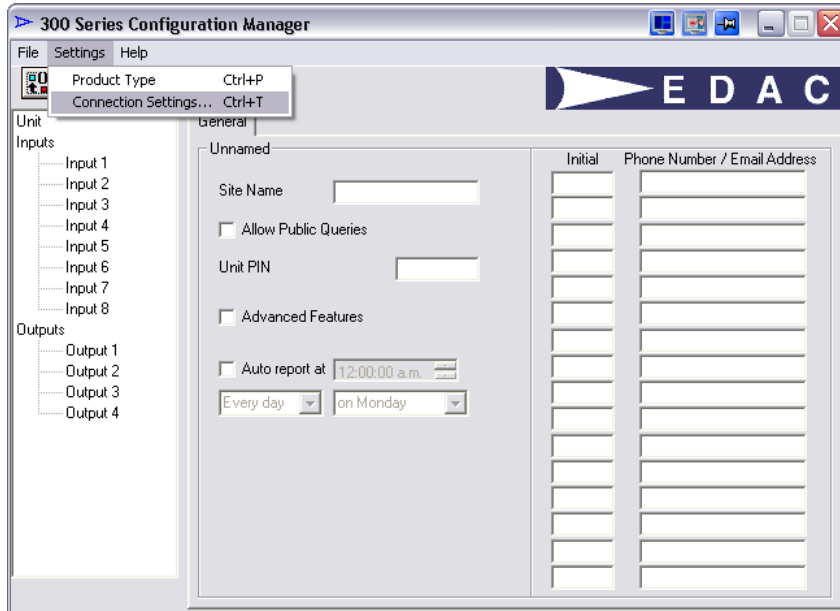 300 Series Configuration Manager
File Settings Help
Product Type Ctrl+P
Connection Settings... Ctrl+T
EDAC
Unit
Inputs
Input 1
Input 2
Input 3
Input 4
Input 5
Input 6
Input 7
Input 8
Outputs
Output 1
Output 2
Output 3
Output 4
General
Unnamed
Site Name
Allow Public Queries
Unit PIN
Advanced Features
Auto report at 12:00:00 a.m.
Every day on Monday
Initial Phone Number / Email Address